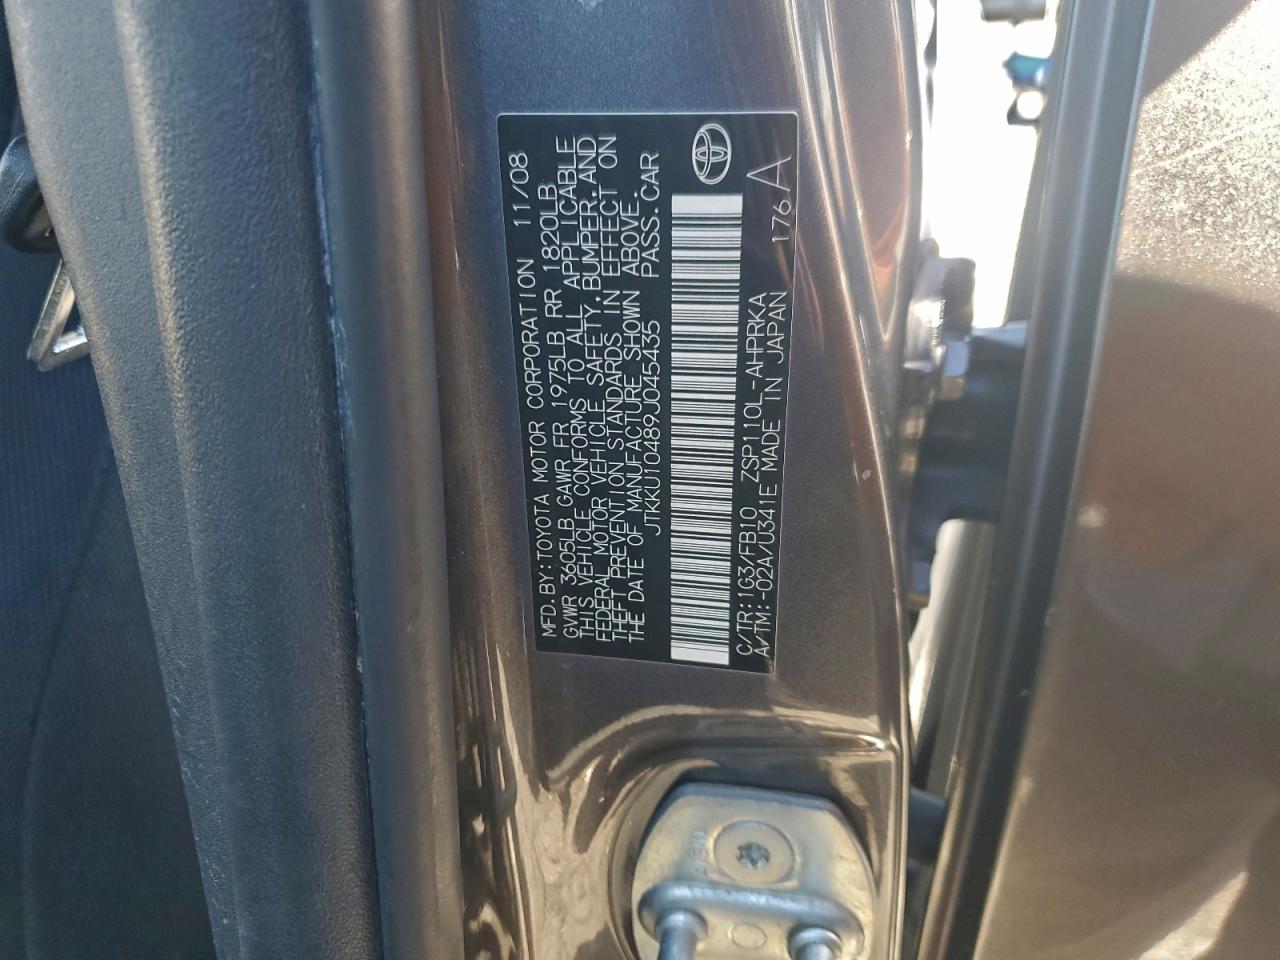 MFD.BY:TOYOTA MOTOR CORPORATION 11/08
GVWR 3605LB GAWR FR 1975LB RR 1820LB
THIS VEHICLE CONFORMS TO ALL APPLICABLE
FEDERAL MOTOR VEHICLE SAFETY,BUMPER,AND
THEFT PREVENTION STANDARDS IN EFFECT ON
THE DATE OF MANUFACTURE SHOWN ABOVE.
JTKKU10489J045435 PASS.CAR
C/TR:1G3/FB10 ZSP110L-AHPRKA
A/TM:-02A/U341E MADE IN JAPAN 176 A